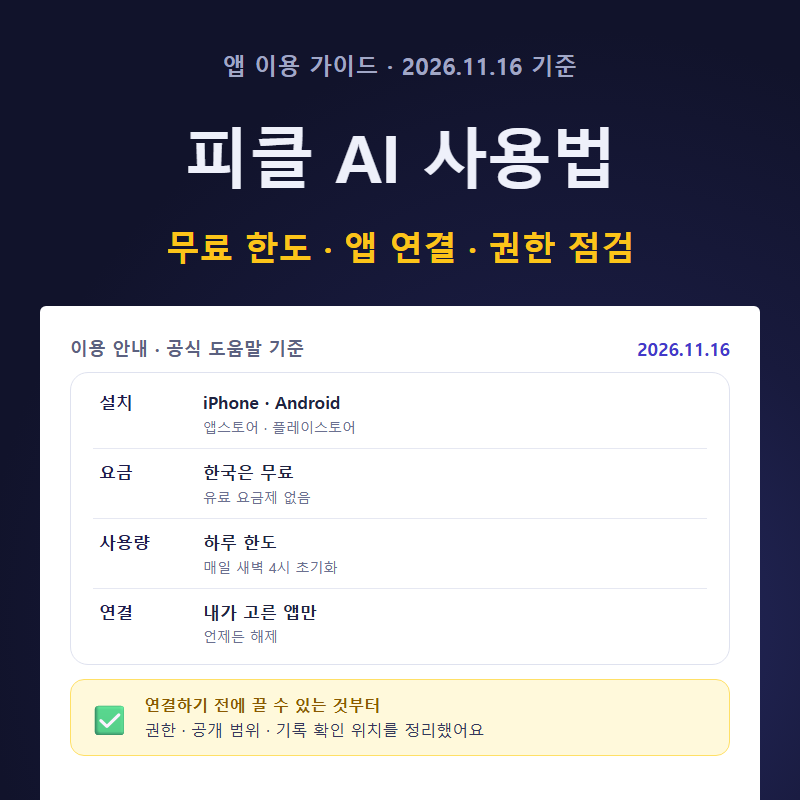 앱 이용 가이드 · 2026.11.16 기준
피클 AI 사용법
무료 한도 · 앱 연결 · 권한 점검
이용 안내 · 공식 도움말 기준
2026.11.16
설치
iPhone · Android
앱스토어 · 플레이스토어
요금
한국은 무료
유료 요금제 없음
사용량
하루 한도
매일 새벽 4시 초기화
연결
내가 고른 앱만
언제든 해제
연결하기 전에 끌 수 있는 것부터
권한 · 공개 범위 · 기록 확인 위치를 정리했어요